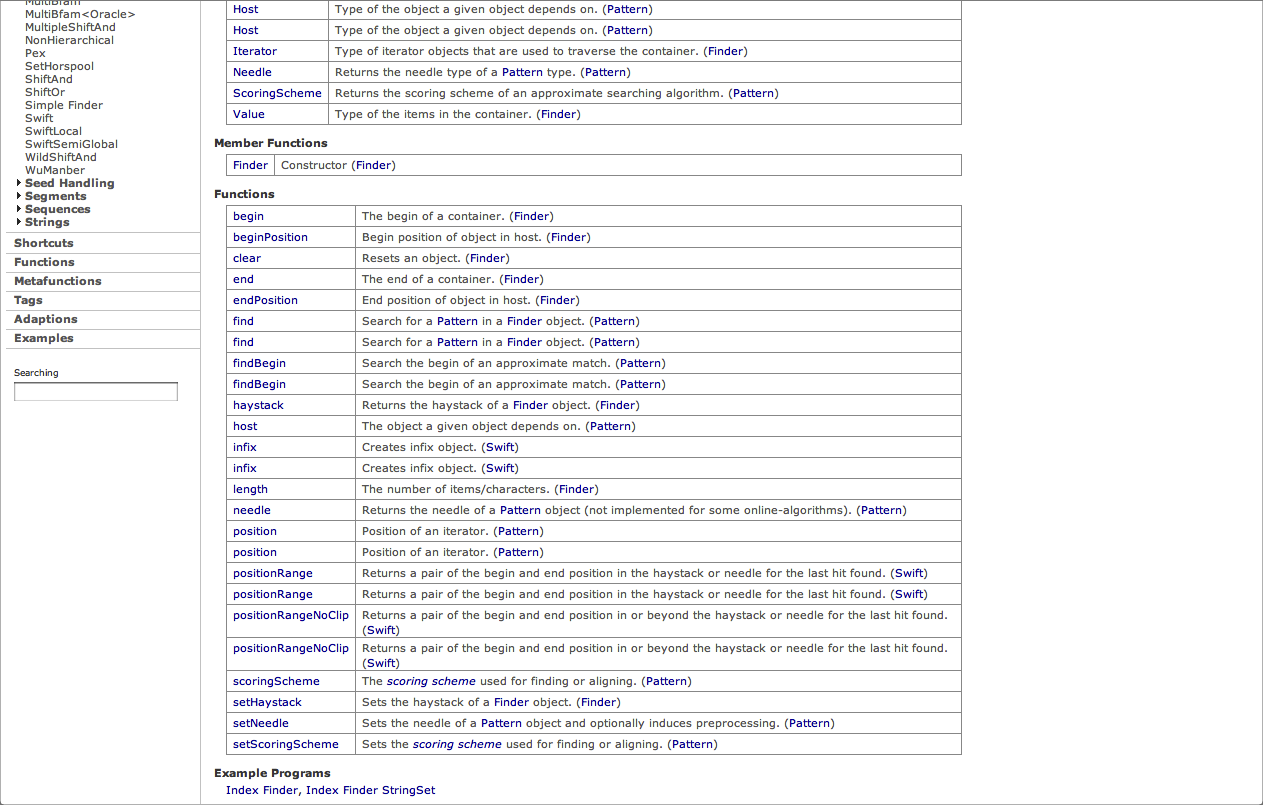 MultiBfam
MultiBfam<Oracle>
MultipleShiftAnd
NonHierarchical
Pex
SetHorspool
ShiftAnd
ShiftOr
Simple Finder
Swift
SwiftLocal
SwiftSemiGlobal
WildShiftAnd
WuManber
Seed Handling
Segments
Sequences
Strings
Shortcuts
Functions
Metafunctions
Tags
Adaptions
Examples
Searching
Host Type of the object a given object depends on. (Pattern)
Host Type of the object a given object depends on. (Pattern)
Iterator Type of iterator objects that are used to traverse the container. (Finder)
Needle Returns the needle type of a Pattern type. (Pattern)
ScoringScheme Returns the scoring scheme of an approximate searching algorithm. (Pattern)
Value Type of the items in the container. (Finder)
Member Functions
Finder Constructor (Finder)
Functions
begin The begin of a container. (Finder)
beginPosition Begin position of object in host. (Finder)
clear Resets an object. (Finder)
end The end of a container. (Finder)
endPosition End position of object in host. (Finder)
find Search for a Pattern in a Finder object. (Pattern)
find Search for a Pattern in a Finder object. (Pattern)
findBegin Search the begin of an approximate match. (Pattern)
findBegin Search the begin of an approximate match. (Pattern)
haystack Returns the haystack of a Finder object. (Finder)
host The object a given object depends on. (Pattern)
infix Creates infix object. (Swift)
infix Creates infix object. (Swift)
length The number of items/characters. (Finder)
needle Returns the needle of a Pattern object (not implemented for some online-algorithms). (Pattern)
position Position of an iterator. (Pattern)
position Position of an iterator. (Pattern)
positionRange Returns a pair of the begin and end position in the haystack or needle for the last hit found. (Swift)
positionRange Returns a pair of the begin and end position in the haystack or needle for the last hit found. (Swift)
positionRangeNoClip Returns a pair of the begin and end position in or beyond the haystack or needle for the last hit found.
(Swift)
positionRangeNoClip Returns a pair of the begin and end position in or beyond the haystack or needle for the last hit found.
(Swift)
scoringScheme The scoring scheme used for finding or aligning. (Pattern)
setHaystack Sets the haystack of a Finder object. (Finder)
setNeedle Sets the needle of a Pattern object and optionally induces preprocessing. (Pattern)
setScoringScheme Sets the scoring scheme used for finding or aligning. (Pattern)
Example Programs
Index Finder, Index Finder StringSet